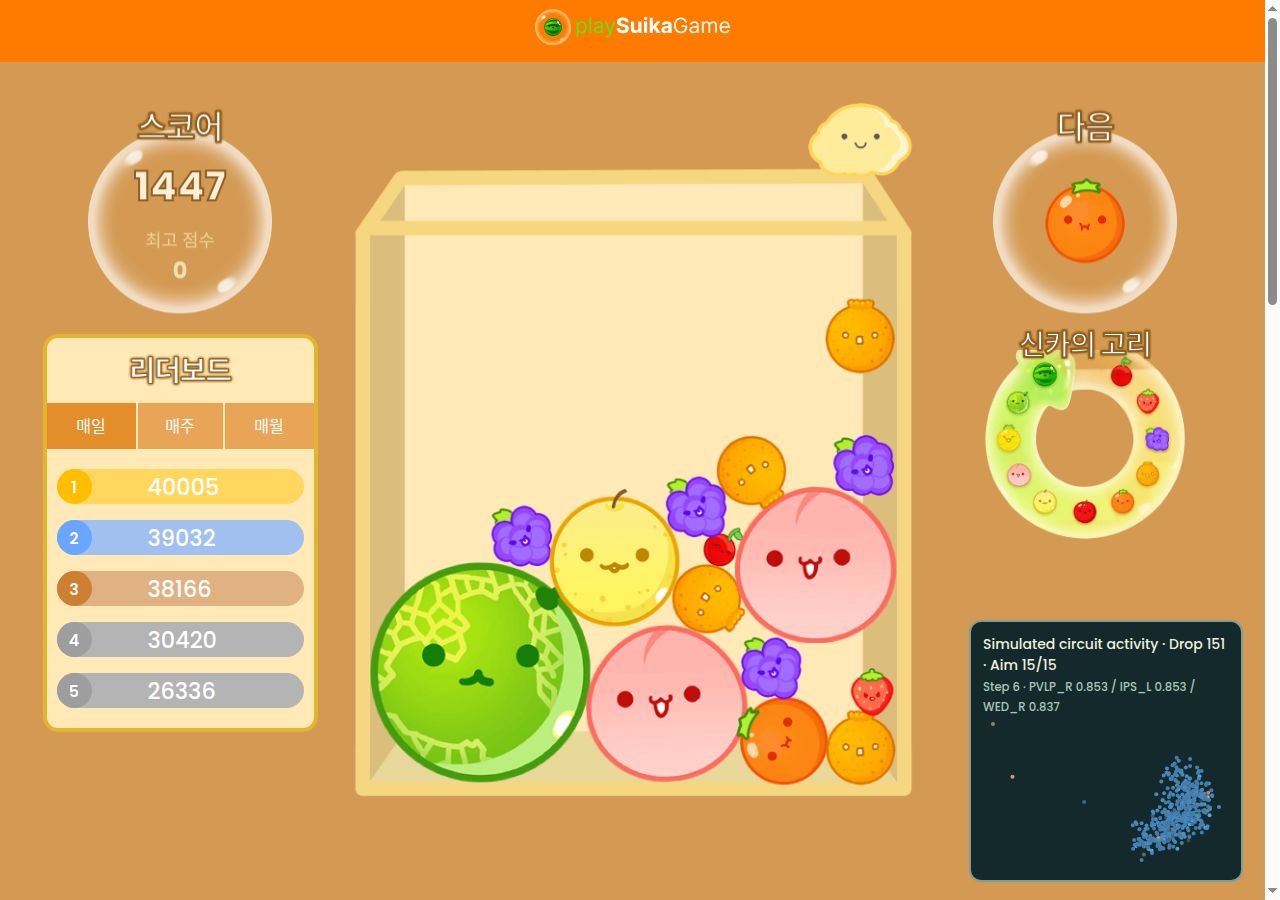 playSuikaGame
스코어
1447
최고 점수
0
리더보드
매일 매주 매월
1 40005
2 39032
3 38166
4 30420
5 26336
다음
신카의 고리
Simulated circuit activity · Drop 151
· Aim 15/15
Step 6 · PVLP_R 0.853 / IPS_L 0.853 /
WED_R 0.837